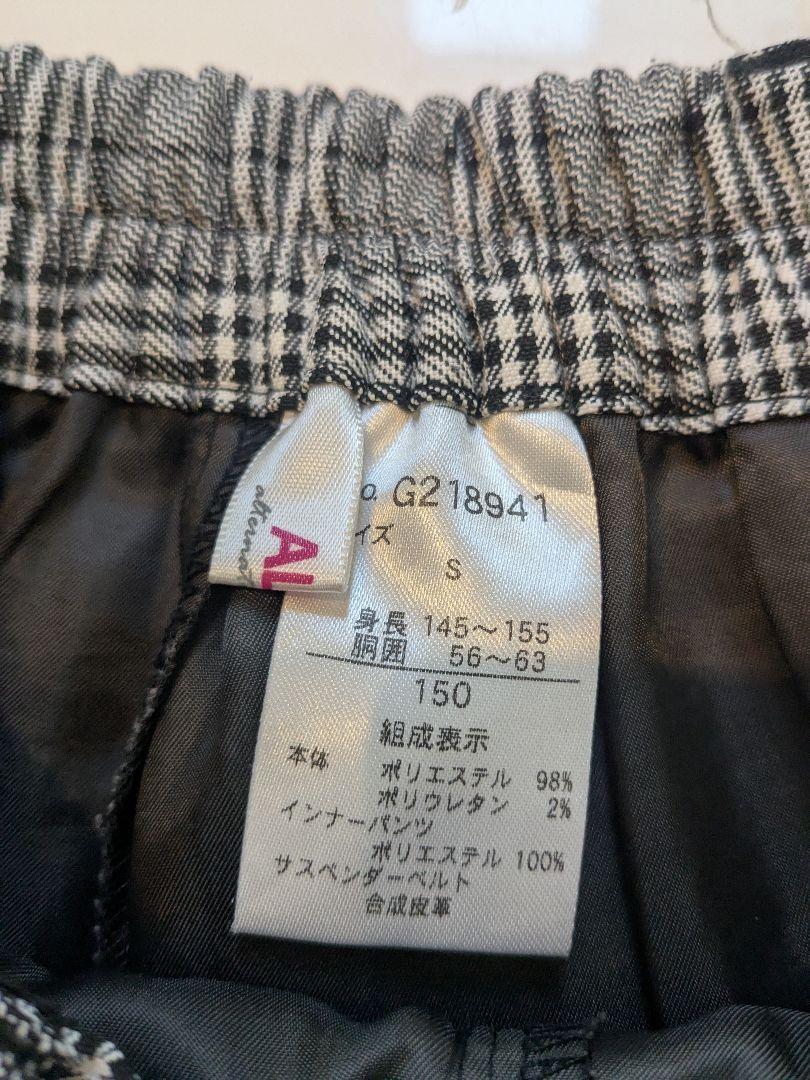 o. G218941
イズ
S
身長 145～155
胴囲 56～63
150
組成表示
本体 ポリエステル 98%
ポリウレタン 2%
インナーパンツ
ポリエステル 100%
サスペンダーベルト
合成皮革
AL
alternat